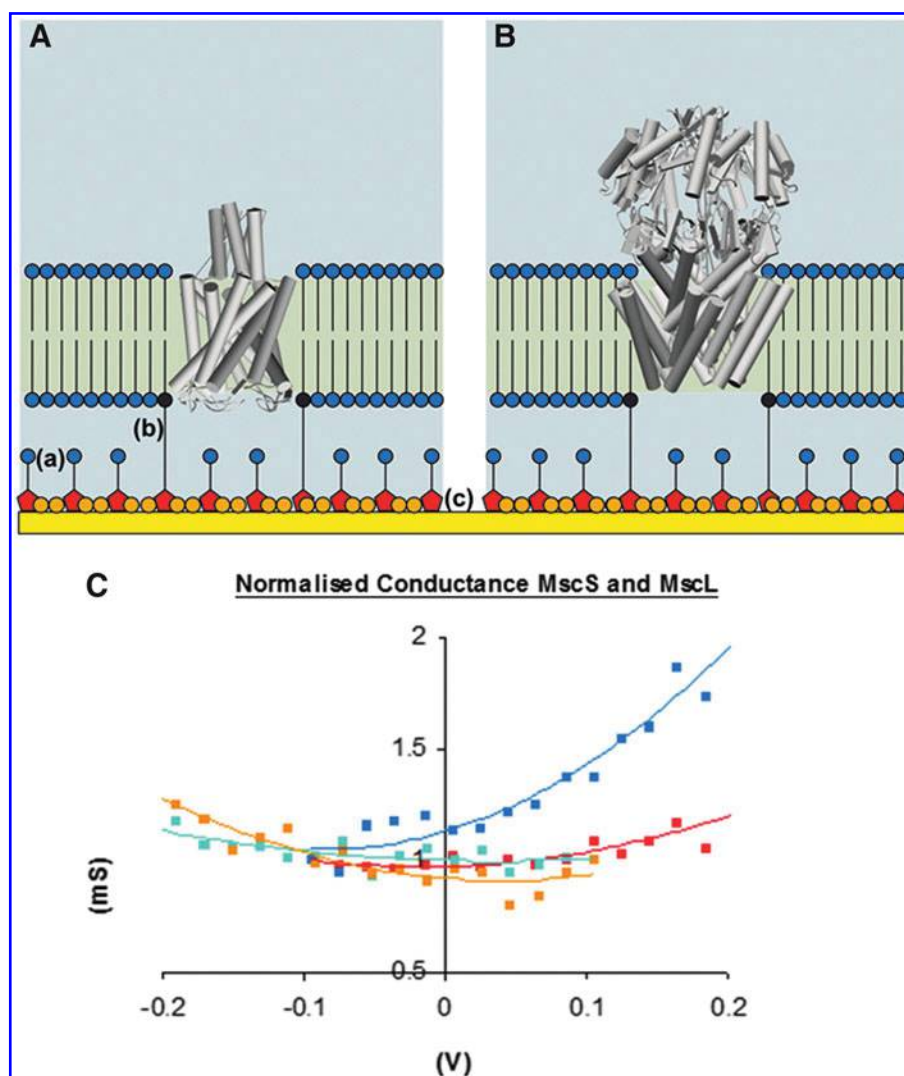 A B
(b)
(a)
(c)
C Normalised Conductance MscS and MscL
2
1.5
1
0.5
-0.2 -0.1 0 0.1 0.2
(mS)
(V)